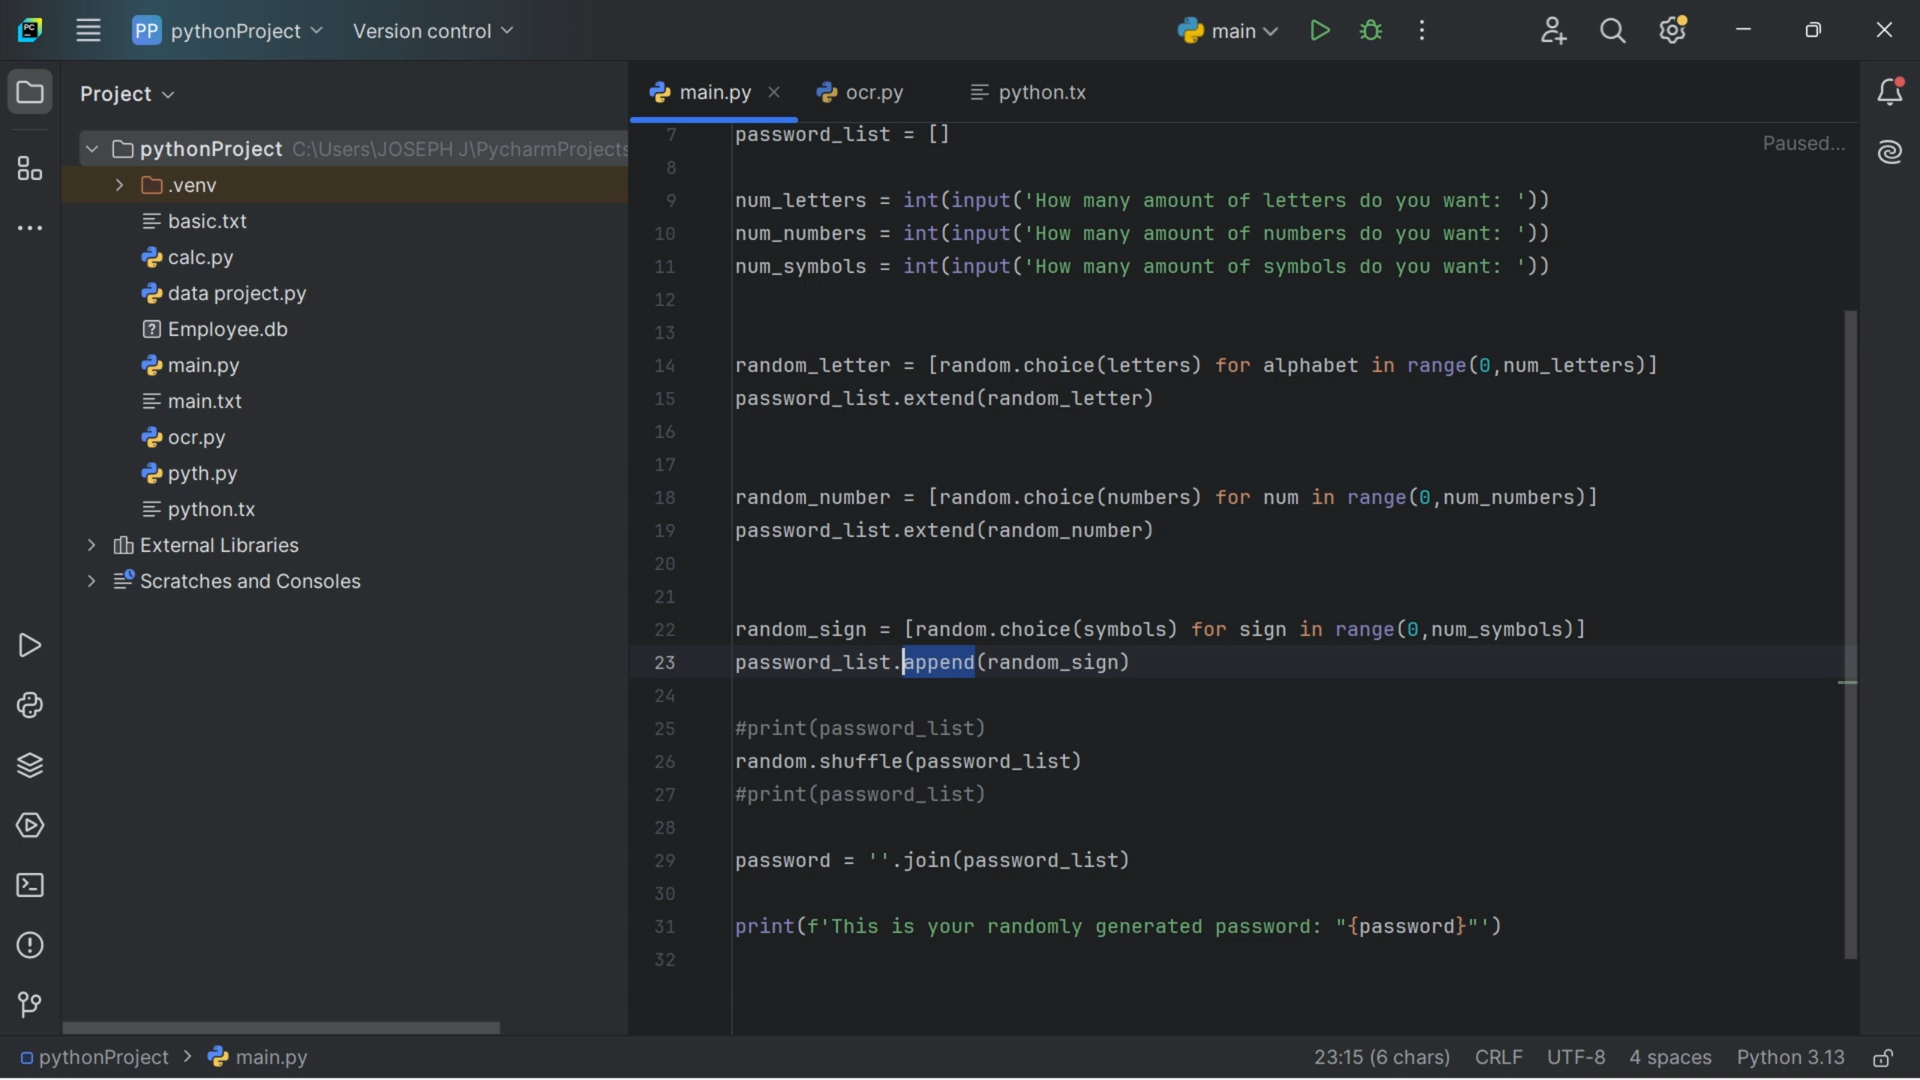 PC
PP pythonProject Version control
main
Project
pythonProject C:\Users\JOSEPH J\PycharmProjects
.venv
basic.txt
calc.py
data project.py
Employee.db
main.py
main.txt
ocr.py
pyth.py
python.tx
External Libraries
Scratches and Consoles
main.py ocr.py python.tx
Paused...
7 password_list = []
8
9 num_letters = int(input('How many amount of letters do you want: '))
10 num_numbers = int(input('How many amount of numbers do you want: '))
11 num_symbols = int(input('How many amount of symbols do you want: '))
12
13
14 random_letter = [random.choice(letters) for alphabet in range(0,num_letters)]
15 password_list.extend(random_letter)
16
17
18 random_number = [random.choice(numbers) for num in range(0,num_numbers)]
19 password_list.extend(random_number)
20
21
22 random_sign = [random.choice(symbols) for sign in range(0,num_symbols)]
23 password_list.append(random_sign)
24
25 #print(password_list)
26 random.shuffle(password_list)
27 #print(password_list)
28
29 password = ''.join(password_list)
30
31 print(f'This is your randomly generated password: "{password}"')
32
pythonProject > main.py
23:15 (6 chars) CRLF UTF-8 4 spaces Python 3.13